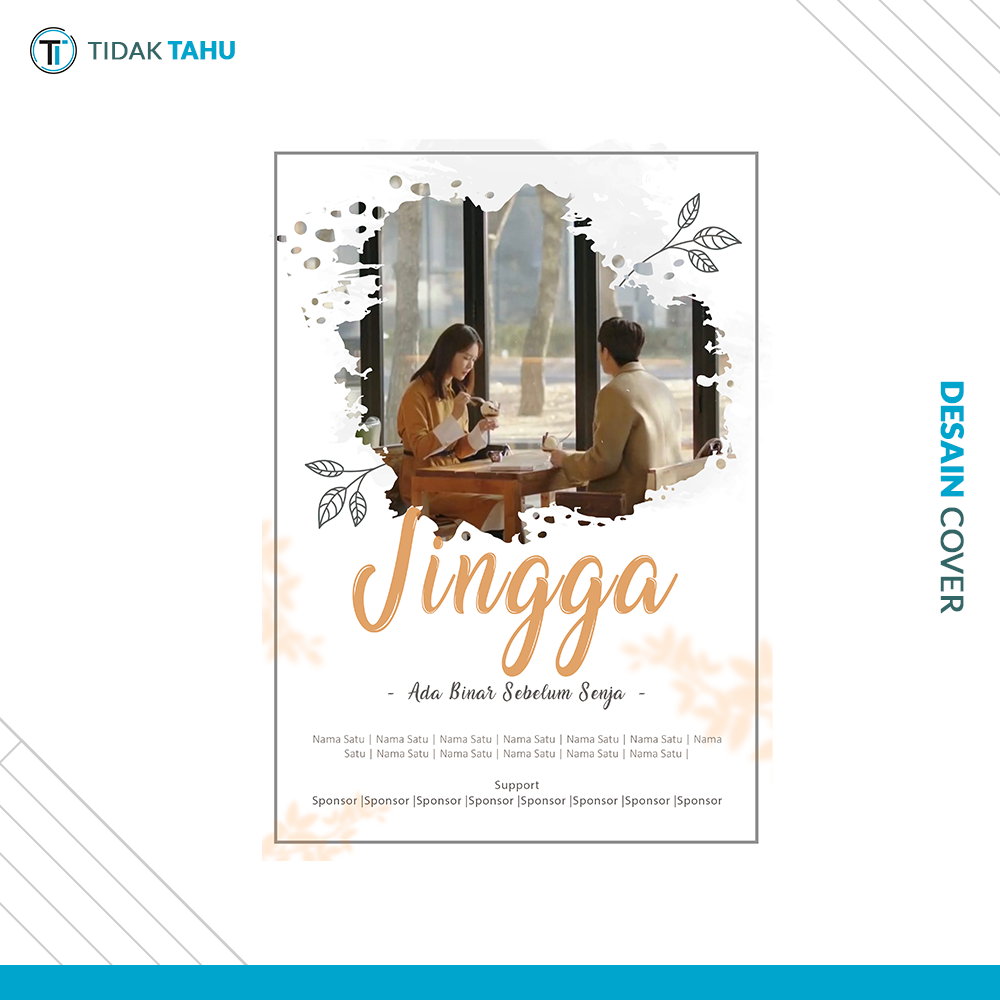 TIDAK TAHU
Jingga
- Ada Binar Sebelum Senja -
Nama Satu | Nama Satu | Nama Satu | Nama Satu | Nama Satu | Nama Satu | Nama
Satu | Nama Satu | Nama Satu | Nama Satu | Nama Satu | Nama Satu |
Support
Sponsor |Sponsor |Sponsor |Sponsor |Sponsor |Sponsor |Sponsor |Sponsor
DESAIN COVER